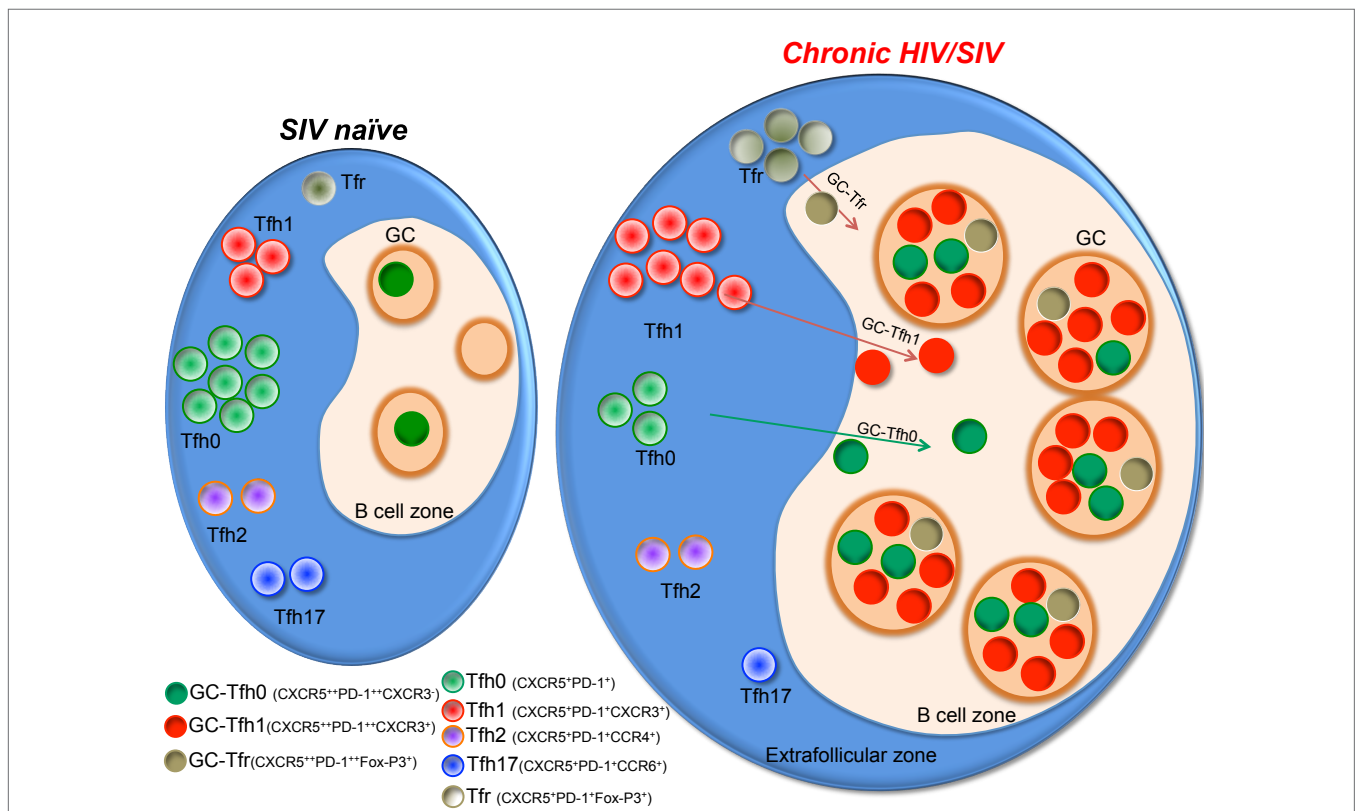 Chronic HIV/SIV
SIV naïve
Tfr
Tfh1
GC
Tfh0
B cell zone
Tfh2
Tfh17
Tfr
GC-Tfr
GC
Tfh1
GC-Tfh1
Tfh0
GC-Tfh0
Tfh2
Tfh17
B cell zone
Extrafollicular zone
GC-Tfh0 (CXCR5⁺⁺PD-1⁺⁺CXCR3⁻)
GC-Tfh1(CXCR5⁺⁺PD-1⁺⁺CXCR3⁺)
GC-Tfr(CXCR5⁺⁺PD-1⁺⁺Fox-P3⁺)
Tfh0 (CXCR5⁺PD-1⁺)
Tfh1 (CXCR5⁺PD-1⁺CXCR3⁺)
Tfh2 (CXCR5⁺PD-1⁺CCR4⁺)
Tfh17(CXCR5⁺PD-1⁺CCR6⁺)
Tfr (CXCR5⁺PD-1⁺Fox-P3⁺)